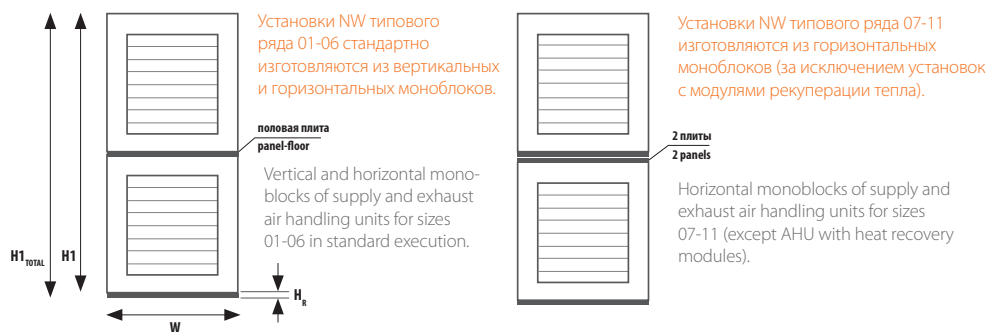 Установки NW типового
ряда 01-06 стандартно
изготовляются из вертикальных
и горизонтальных моноблоков.
половая плита
panel-floor
Vertical and horizontal mono-
blocks of supply and exhaust
air handling units for sizes
01-06 in standard execution.
H1TOTAL
H1
HR
W
Установки NW типового ряда 07-11
изготовляются из горизонтальных
моноблоков (за исключением установок
с модулями рекуперации тепла).
2 плиты
2 panels
Horizontal monoblocks of supply and
exhaust air handling units for sizes
07-11 (except AHU with heat recovery
modules).